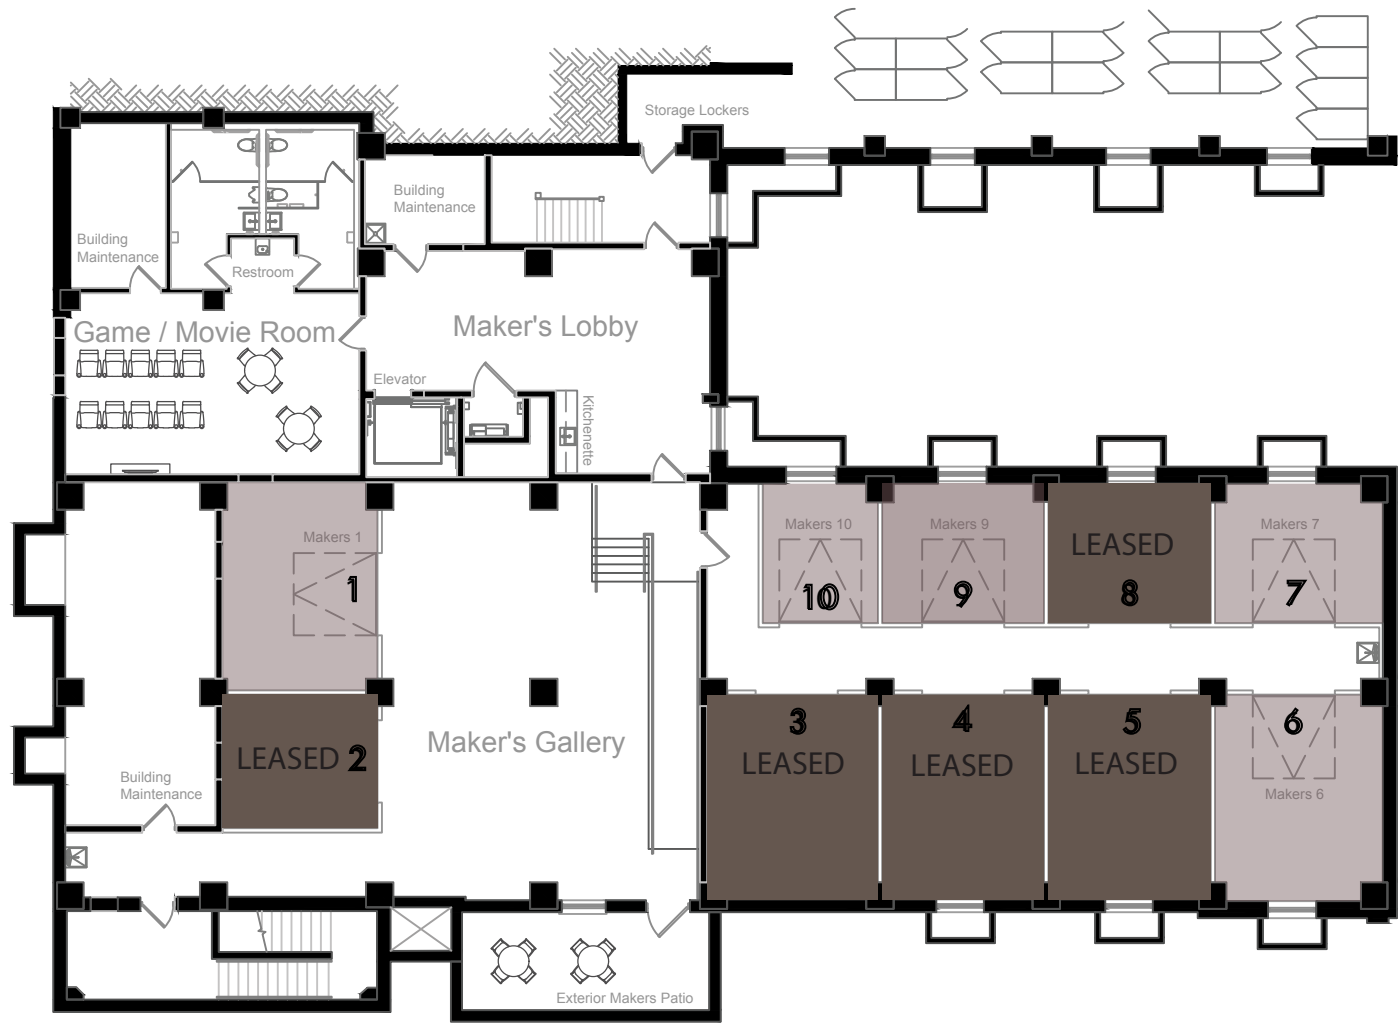 Storage Lockers
Building
Maintenance
Building
Maintenance
Restroom
Game / Movie Room
Maker's Lobby
Elevator
Kitchenette
Makers 1
1
Makers 10
10
Makers 9
9
LEASED
8
Makers 7
7
LEASED 2
Maker's Gallery
3
LEASED
4
LEASED
5
LEASED
6
Makers 6
Building
Maintenance
Exterior Makers Patio